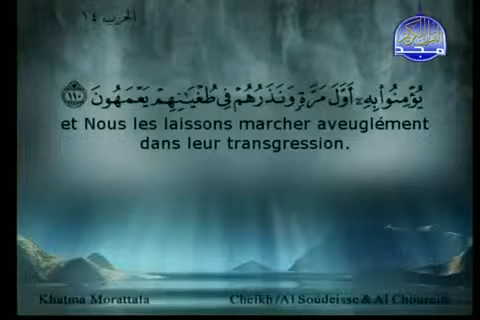 الحزب ١٤
يُؤْمِنُوا۟ بِهِۦٓ أَوَّلَ مَرَّةٍ وَنَذَرُهُمْ فِى طُغْيَـٰنِهِمْ يَعْمَهُونَ ١١٠
et Nous les laissons marcher aveuglément
dans leur transgression.
Khatma Morattala
Cheikh /Al Soudeisse & Al Choureim